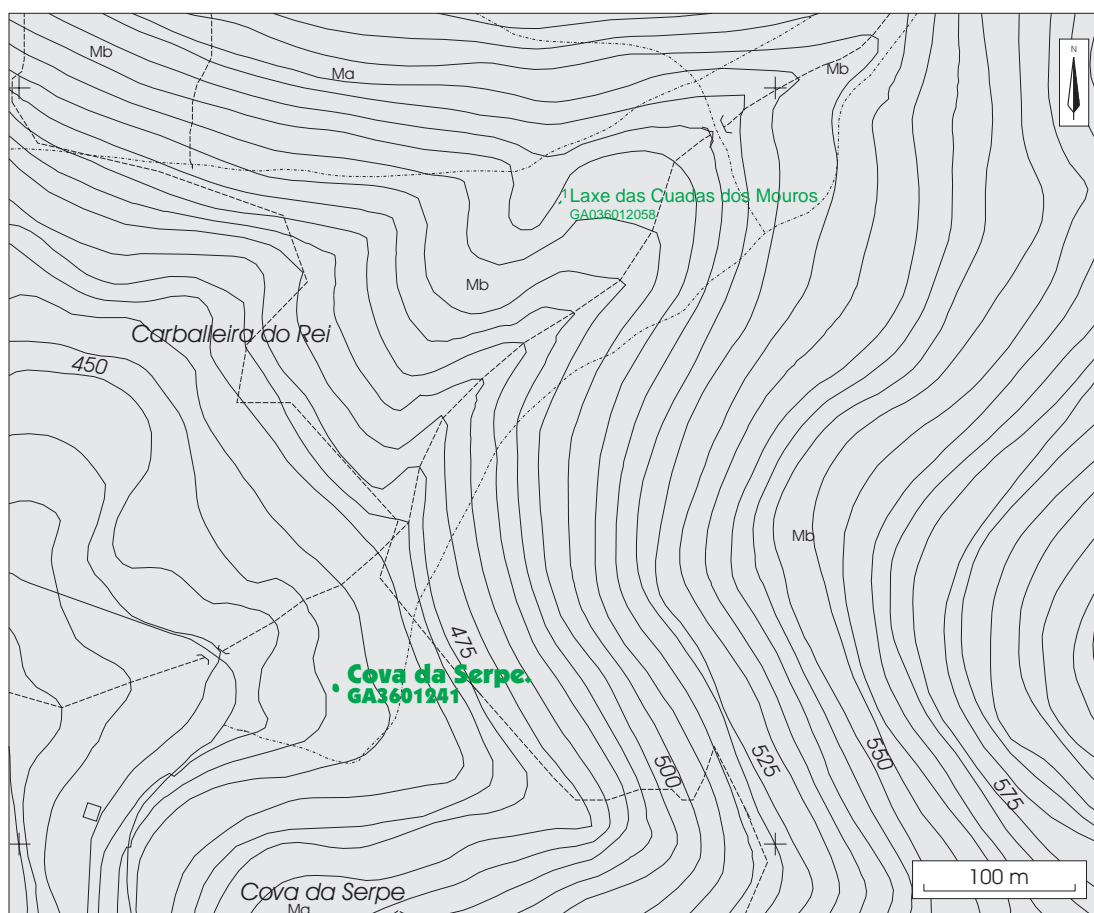 N
Mb
Ma
Mb
Laxe das Cuadas dos Mouros
GA036012058
Mb
Carballeira do Rei
450
Mb
475
Cova da Serpe.
GA3601241
500
525
550
575
100 m
Cova da Serpe
Ma